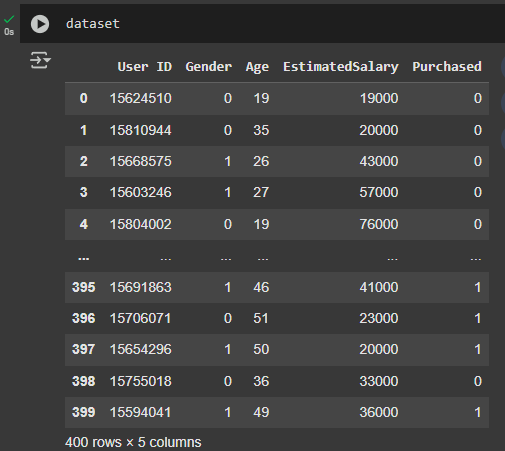 dataset
0s
User ID Gender Age EstimatedSalary Purchased
0 15624510 0 19 19000 0
1 15810944 0 35 20000 0
2 15668575 1 26 43000 0
3 15603246 1 27 57000 0
4 15804002 0 19 76000 0
... ... ... ... ... ...
395 15691863 1 46 41000 1
396 15706071 0 51 23000 1
397 15654296 1 50 20000 1
398 15755018 0 36 33000 0
399 15594041 1 49 36000 1
400 rows × 5 columns